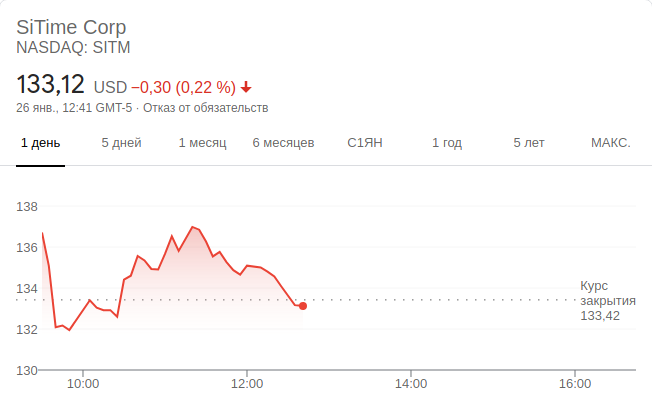 SiTime Corp
NASDAQ: SITM
133,12 USD −0,30 (0,22 %)
26 янв., 12:41 GMT-5 · Отказ от обязательств
1 день 5 дней 1 месяц 6 месяцев С1ЯН 1 год 5 лет МАКС.
138
136
134
132
130
Курс
закрытия
133,42
10:00 12:00 14:00 16:00